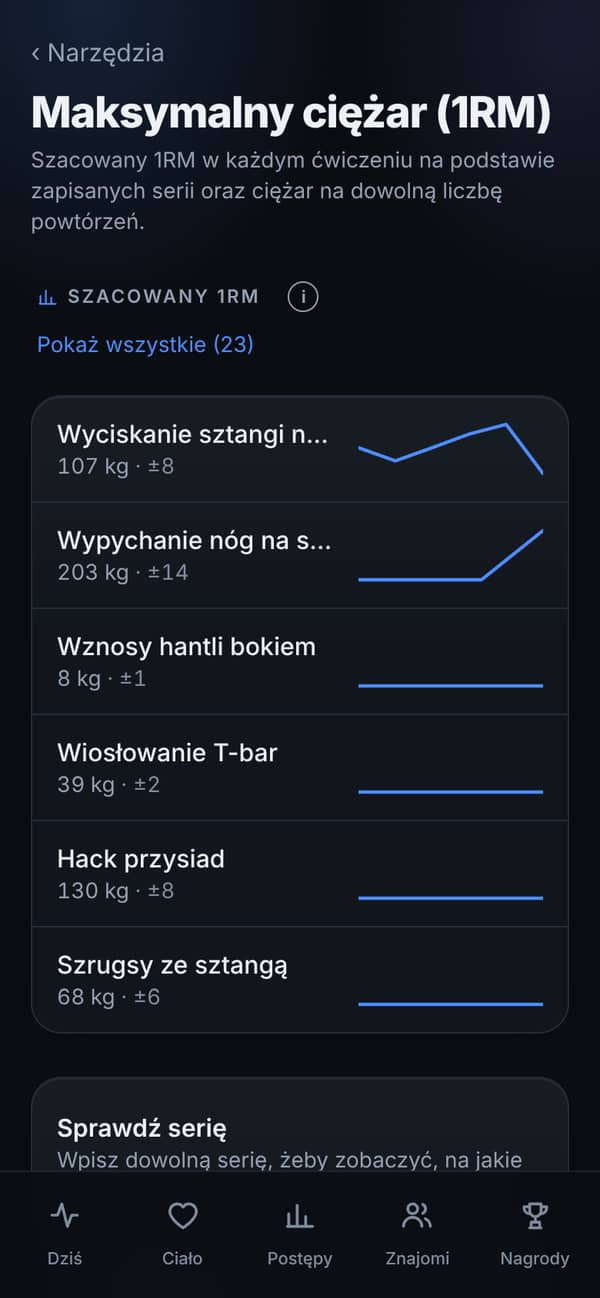 ‹ Narzędzia
Maksymalny ciężar (1RM)
Szacowany 1RM w każdym ćwiczeniu na podstawie
zapisanych serii oraz ciężar na dowolną liczbę
powtórzeń.
SZACOWANY 1RM
i
Pokaż wszystkie (23)
Wyciskanie sztangi n...
107 kg · ±8
Wypychanie nóg na s...
203 kg · ±14
Wznosy hantli bokiem
8 kg · ±1
Wiosłowanie T-bar
39 kg · ±2
Hack przysiad
130 kg · ±8
Szrugsy ze sztangą
68 kg · ±6
Sprawdź serię
Wpisz dowolną serię, żeby zobaczyć, na jakie
Dziś Ciało Postępy Znajomi Nagrody